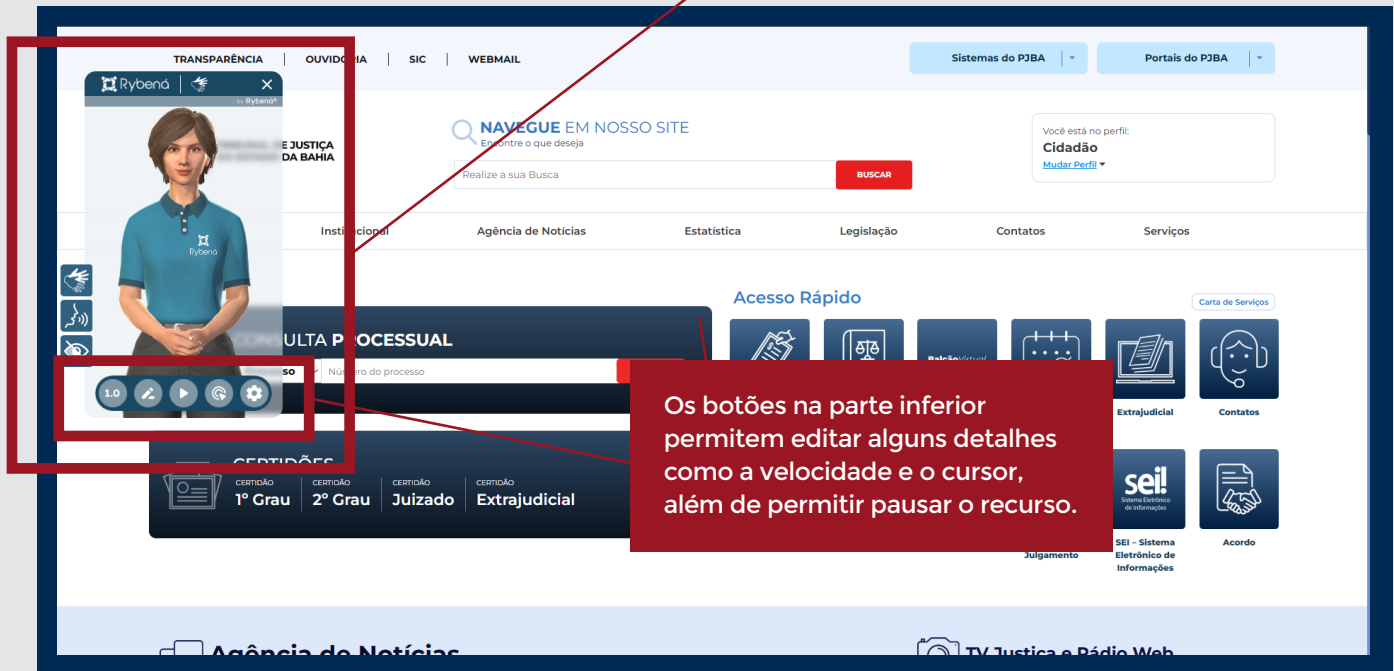 TRANSPARÊNCIA
SIC
WEBMAIL
Sistemas do PJBA
Portais do PJBA
Rybená
by Rybená®
E JUSTIÇA
DA BAHIA
NAVEGUE EM NOSSO SITE
Encontre o que deseja
Realize a sua Busca
BUSCAR
Você está no perfil:
Cidadão
Mudar Perfil
Institucional
Agência de Notícias
Estatística
Legislação
Contatos
Serviços
Rybená
Acesso Rápido
Carta de Serviços
CONSULTA PROCESSUAL
Número do processo
1.0
Os botões na parte inferior
permitem editar alguns detalhes
como a velocidade e o cursor,
além de permitir pausar o recurso.
Extrajudicial
Contatos
CERTIDÕES
CERTIDÃO
1º Grau
CERTIDÃO
2º Grau
CERTIDÃO
Juizado
CERTIDÃO
Extrajudicial
sei!
Sistema Eletrônico
de Informações
Julgamento
SEI – Sistema
Eletrônico de
Informações
Acordo
Agência de Notícias
TV Justiça e Rádio Web